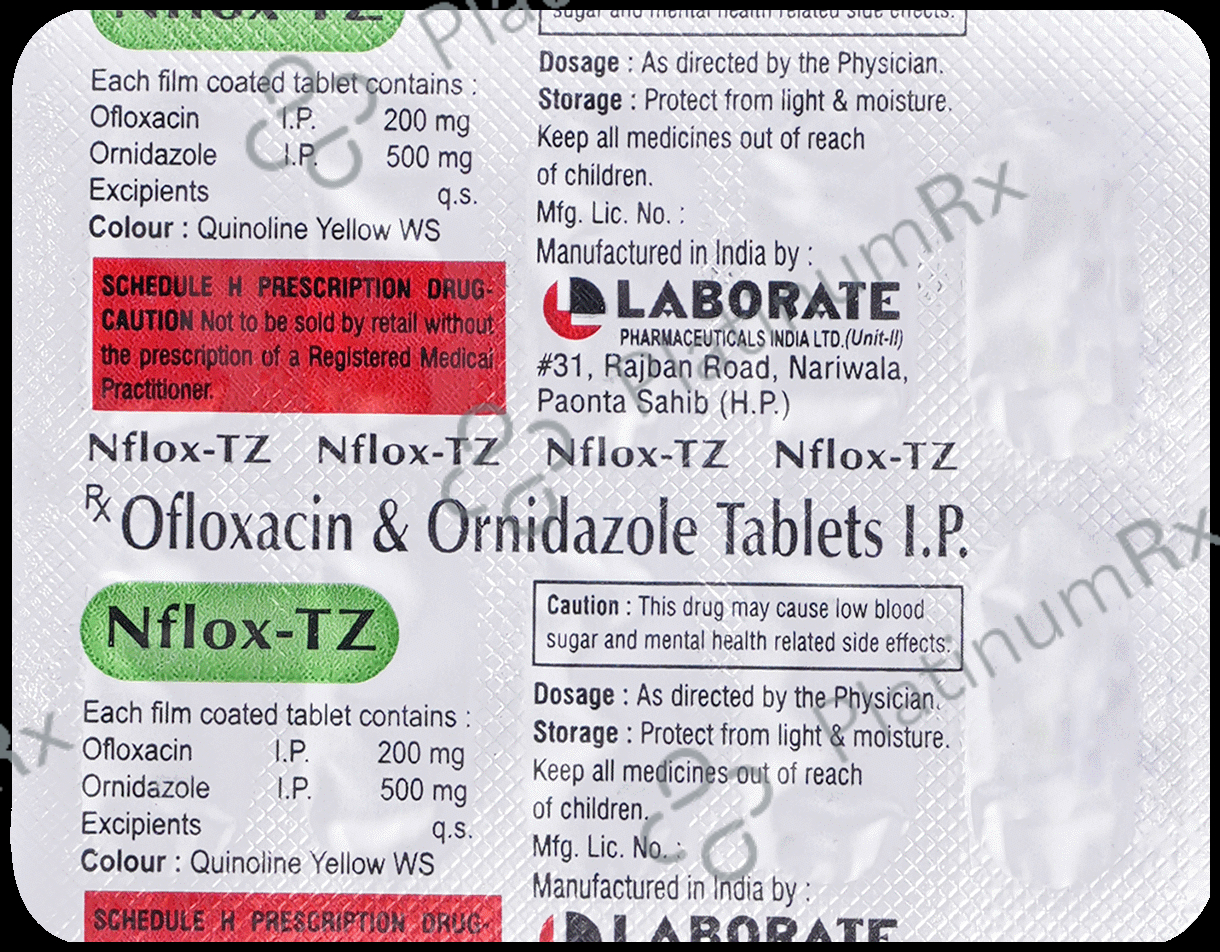 Nflox-TZ
Each film coated tablet contains :
Ofloxacin I.P. 200 mg
Ornidazole I.P. 500 mg
Excipients q.s.
Colour : Quinoline Yellow WS
SCHEDULE H PRESCRIPTION DRUG-
CAUTION Not to be sold by retail without
the prescription of a Registered Medical
Practitioner.
sugar and mental health related side effects.
Dosage : As directed by the Physician.
Storage : Protect from light & moisture.
Keep all medicines out of reach
of children.
Mfg. Lic. No. :
Manufactured in India by :
LABORATE
PHARMACEUTICALS INDIA LTD.(Unit-II)
#31, Rajban Road, Nariwala,
Paonta Sahib (H.P.)
Nflox-TZ Nflox-TZ Nflox-TZ Nflox-TZ
Rx Ofloxacin & Ornidazole Tablets I.P.
Nflox-TZ
Each film coated tablet contains :
Ofloxacin I.P. 200 mg
Ornidazole I.P. 500 mg
Excipients q.s.
Colour : Quinoline Yellow WS
SCHEDULE H PRESCRIPTION DRUG-
Caution : This drug may cause low blood
sugar and mental health related side effects.
Dosage : As directed by the Physician.
Storage : Protect from light & moisture.
Keep all medicines out of reach
of children.
Mfg. Lic. No. :
Manufactured in India by :
LABORATE
PlatinumRx
PlatinumRx
PlatinumRx